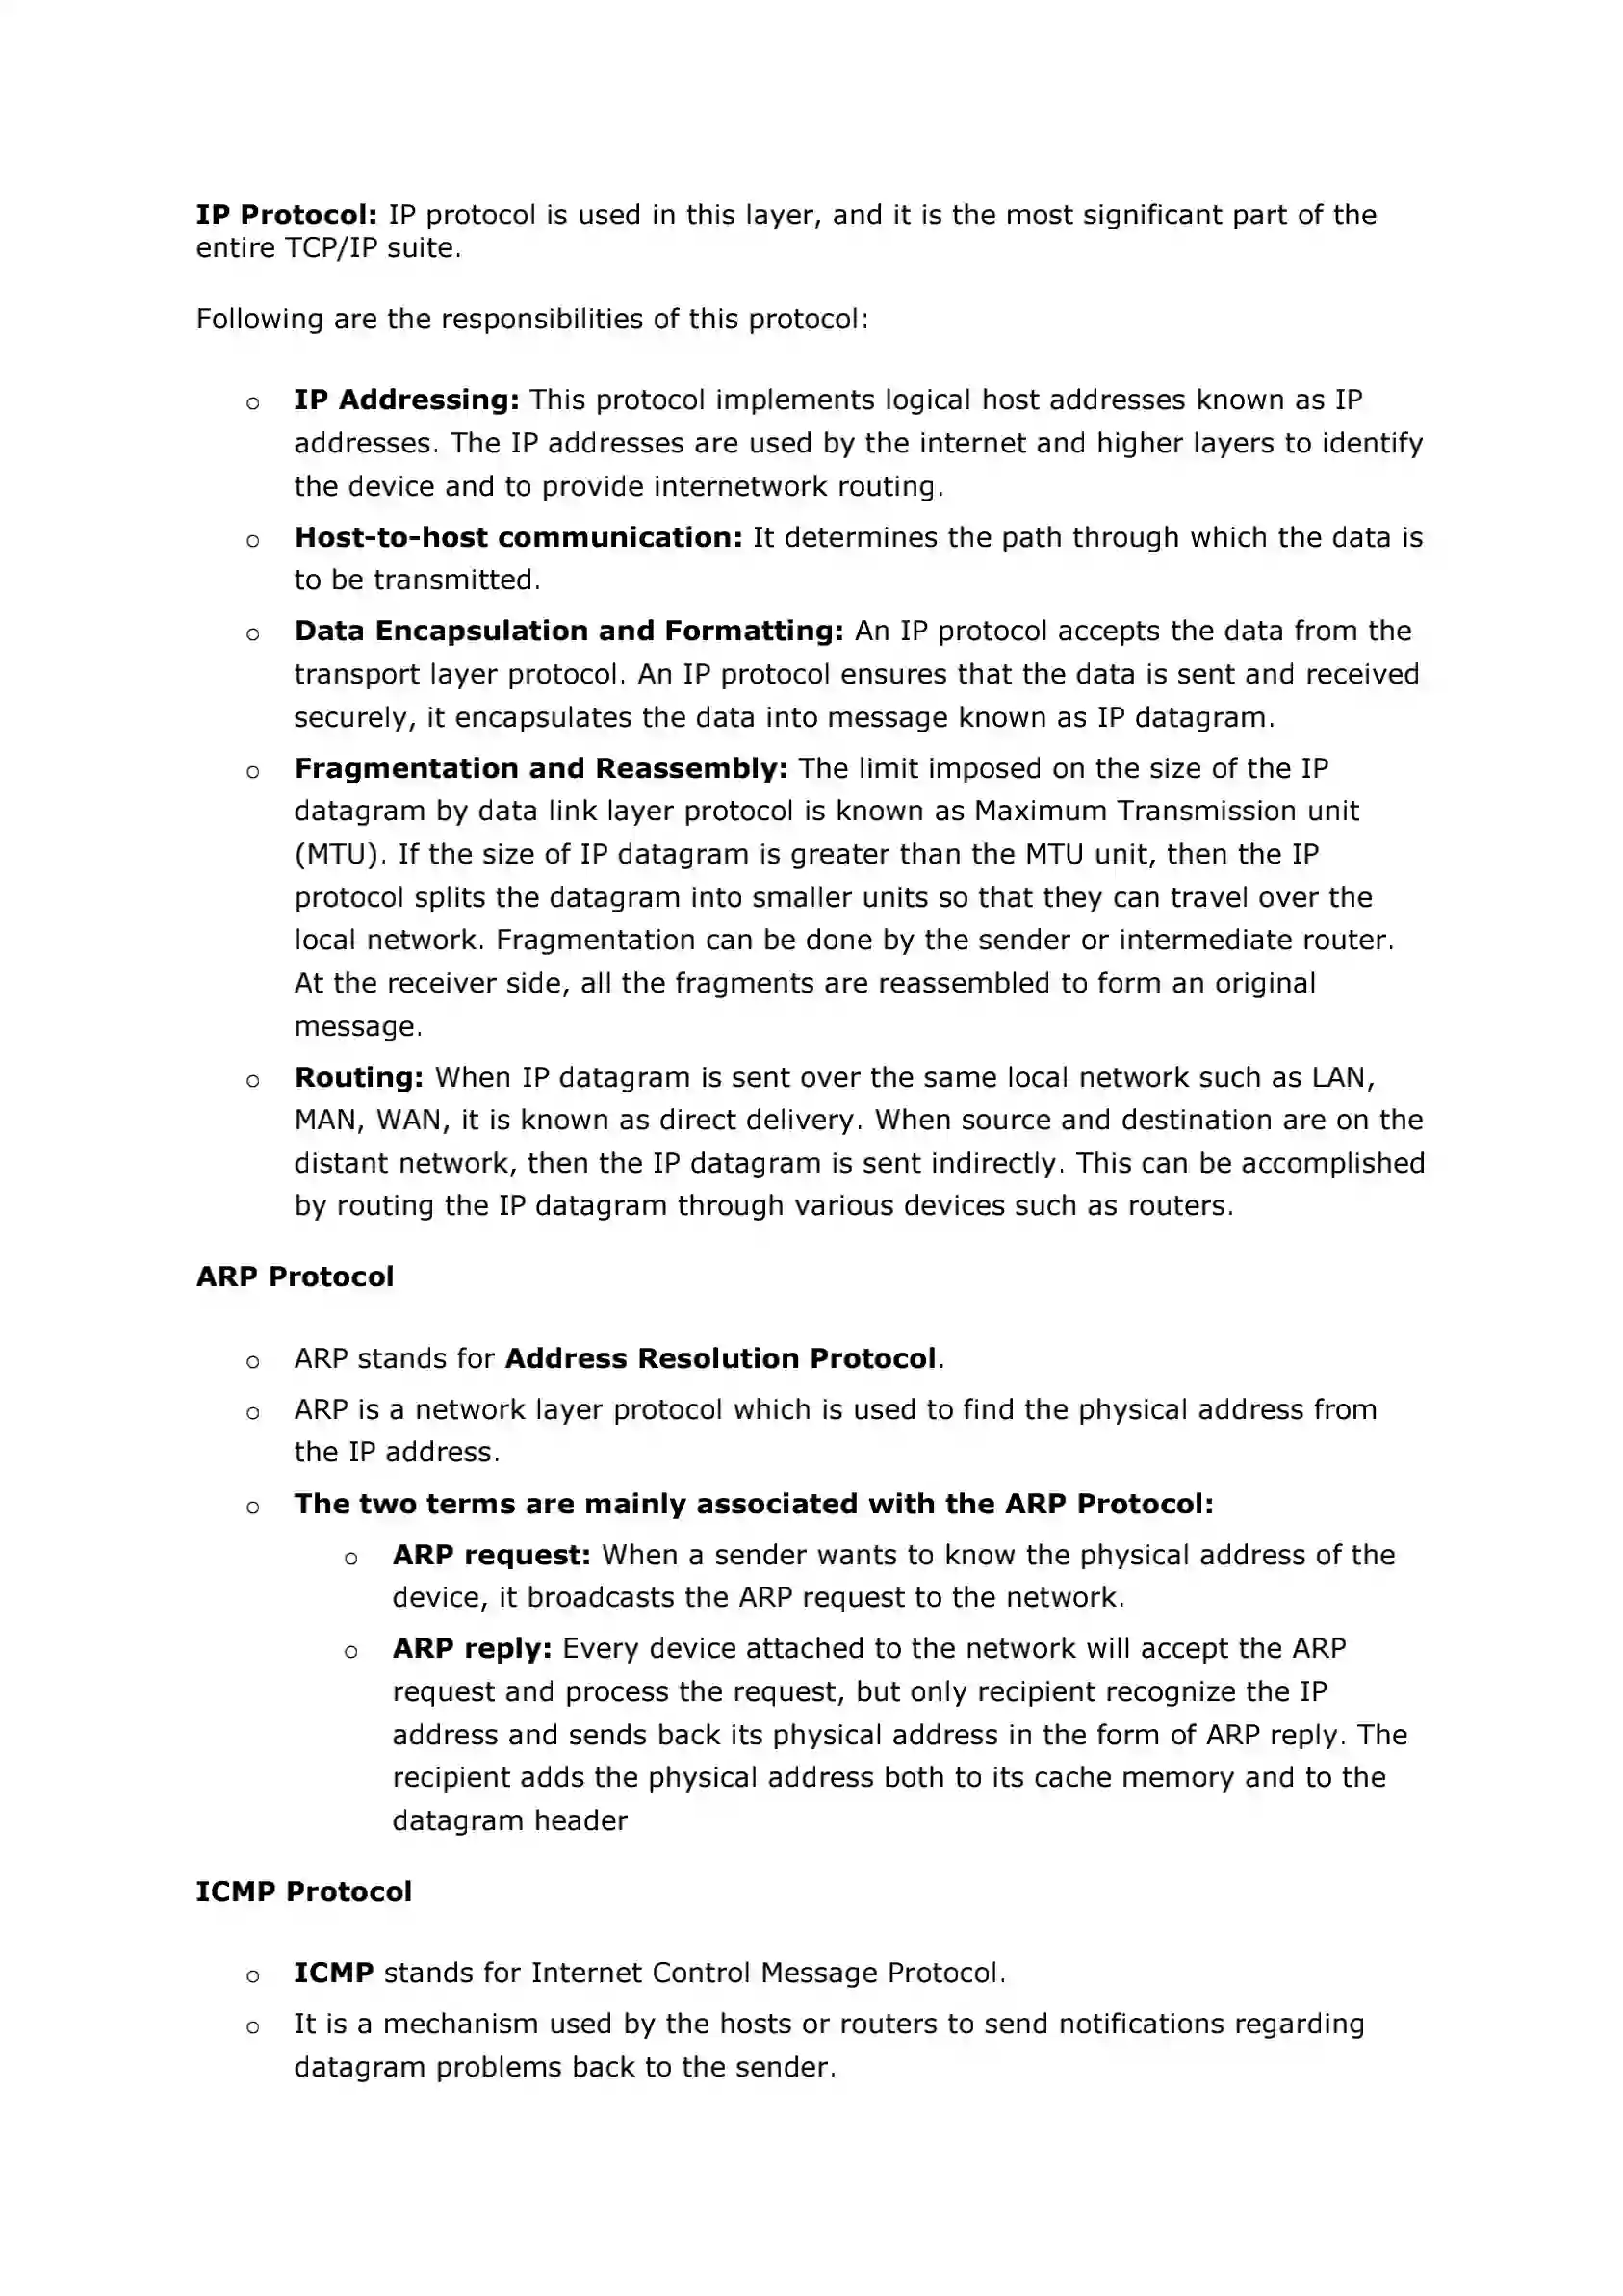 IP Protocol: IP protocol is used in this layer, and it is the most significant part of the
entire TCP/IP suite.
Following are the responsibilities of this protocol:
o IP Addressing: This protocol implements logical host addresses known as IP
addresses. The IP addresses are used by the internet and higher layers to identify
the device and to provide internetwork routing.
o Host-to-host communication: It determines the path through which the data is
to be transmitted.
o Data Encapsulation and Formatting: An IP protocol accepts the data from the
transport layer protocol. An IP protocol ensures that the data is sent and received
securely, it encapsulates the data into message known as IP datagram.
o Fragmentation and Reassembly: The limit imposed on the size of the IP
datagram by data link layer protocol is known as Maximum Transmission unit
(MTU). If the size of IP datagram is greater than the MTU unit, then the IP
protocol splits the datagram into smaller units so that they can travel over the
local network. Fragmentation can be done by the sender or intermediate router.
At the receiver side, all the fragments are reassembled to form an original
message.
o Routing: When IP datagram is sent over the same local network such as LAN,
MAN, WAN, it is known as direct delivery. When source and destination are on the
distant network, then the IP datagram is sent indirectly. This can be accomplished
by routing the IP datagram through various devices such as routers.
ARP Protocol
o ARP stands for Address Resolution Protocol.
o ARP is a network layer protocol which is used to find the physical address from
the IP address.
o The two terms are mainly associated with the ARP Protocol:
o ARP request: When a sender wants to know the physical address of the
device, it broadcasts the ARP request to the network.
o ARP reply: Every device attached to the network will accept the ARP
request and process the request, but only recipient recognize the IP
address and sends back its physical address in the form of ARP reply. The
recipient adds the physical address both to its cache memory and to the
datagram header
ICMP Protocol
o ICMP stands for Internet Control Message Protocol.
o It is a mechanism used by the hosts or routers to send notifications regarding
datagram problems back to the sender.